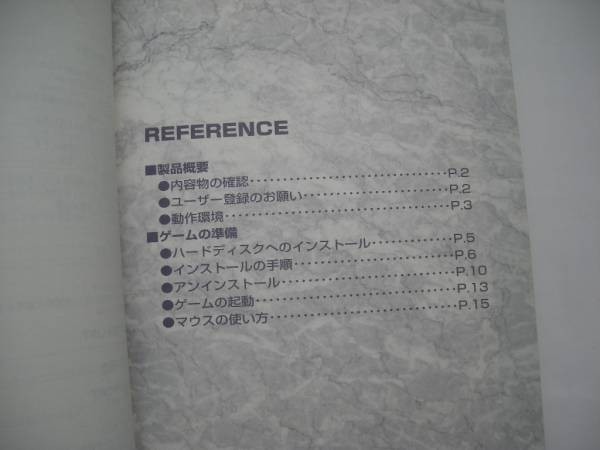 REFERENCE
■製品概要
●内容物の確認‥‥‥‥‥‥‥‥‥‥‥‥‥‥P.2
●ユーザー登録のお願い‥‥‥‥‥‥‥‥‥‥P.2
●動作環境‥‥‥‥‥‥‥‥‥‥‥‥‥‥‥‥P.3
■ゲームの準備
●ハードディスクへのインストール‥‥‥‥‥P.5
●インストールの手順‥‥‥‥‥‥‥‥‥‥‥P.6
●アンインストール‥‥‥‥‥‥‥‥‥‥‥‥P.10
●ゲームの起動‥‥‥‥‥‥‥‥‥‥‥‥‥‥P.13
●マウスの使い方‥‥‥‥‥‥‥‥‥‥‥‥‥P.15